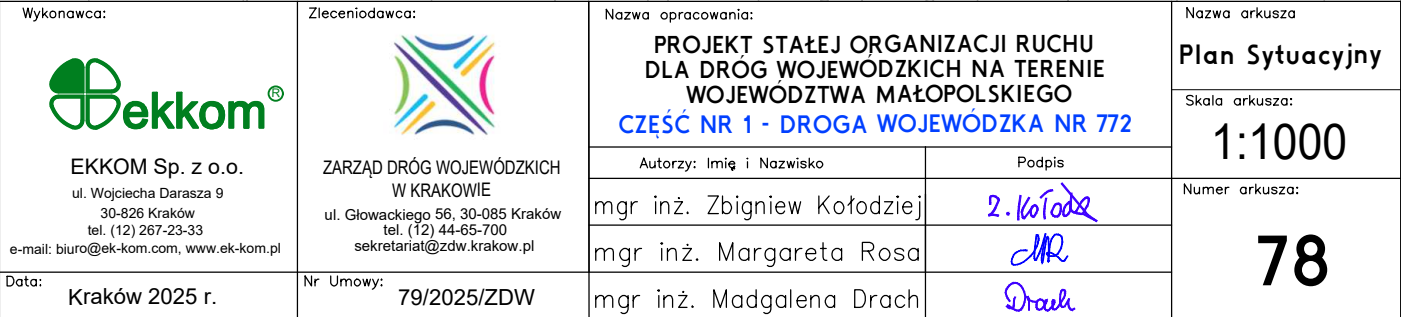 Wykonawca:
ekkom®
EKKOM Sp. z o.o.
ul. Wojciecha Darasza 9
30-826 Kraków
tel. (12) 267-23-33
e-mail: biuro@ek-kom.com, www.ek-kom.pl
Data:
Kraków 2025 r.
Zleceniodawca:
ZARZĄD DRÓG WOJEWÓDZKICH
W KRAKOWIE
ul. Głowackiego 56, 30-085 Kraków
tel. (12) 44-65-700
sekretariat@zdw.krakow.pl
Nr Umowy:
79/2025/ZDW
Nazwa opracowania:
PROJEKT STAŁEJ ORGANIZACJI RUCHU
DLA DRÓG WOJEWÓDZKICH NA TERENIE
WOJEWÓDZTWA MAŁOPOLSKIEGO
CZĘŚĆ NR 1 - DROGA WOJEWÓDZKA NR 772
Autorzy: Imię i Nazwisko
Podpis
mgr inż. Zbigniew Kołodziej
Z. Kołodz
mgr inż. Margareta Rosa
MR
mgr inż. Madgalena Drach
Drach
Nazwa arkusza
Plan Sytuacyjny
Skala arkusza:
1:1000
Numer arkusza:
78